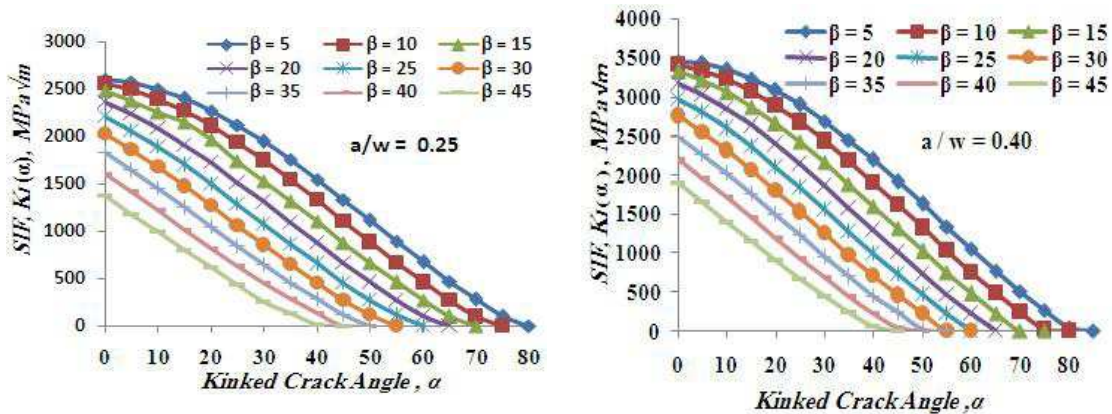 3000
2500
2000
1500
1000
500
0
SIF, KI (α), MPa √m
β = 5 β = 10 β = 15
β = 20 β = 25 β = 30
β = 35 β = 40 β = 45
a/w = 0.25
0 10 20 30 40 50 60 70 80
Kinked Crack Angle , α
4000
3500
3000
2500
2000
1500
1000
500
0
SIF, KI (α) , MPa √m
β = 5 β = 10 β = 15
β = 20 β = 25 β = 30
β = 35 β = 40 β = 45
a / w = 0.40
0 10 20 30 40 50 60 70 80
Kinked Crack Angle ,α